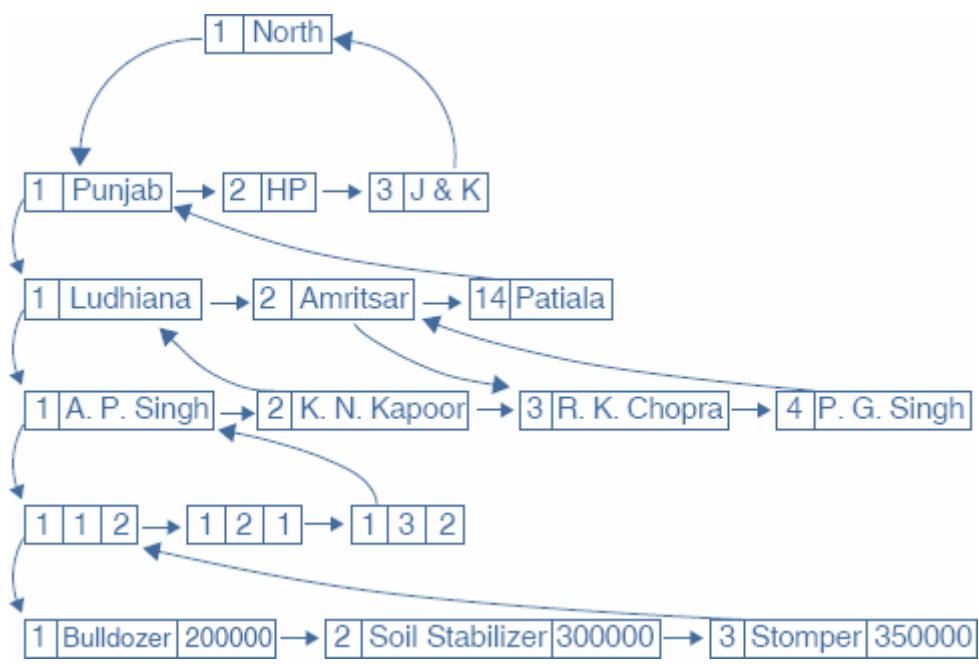 1 North
1 Punjab 2 HP 3 J & K
1 Ludhiana 2 Amritsar 14 Patiala
1 A. P. Singh 2 K. N. Kapoor 3 R. K. Chopra 4 P. G. Singh
1 1 2 1 2 1 1 3 2
1 Bulldozer 200000 2 Soil Stabilizer 300000 3 Stomper 350000